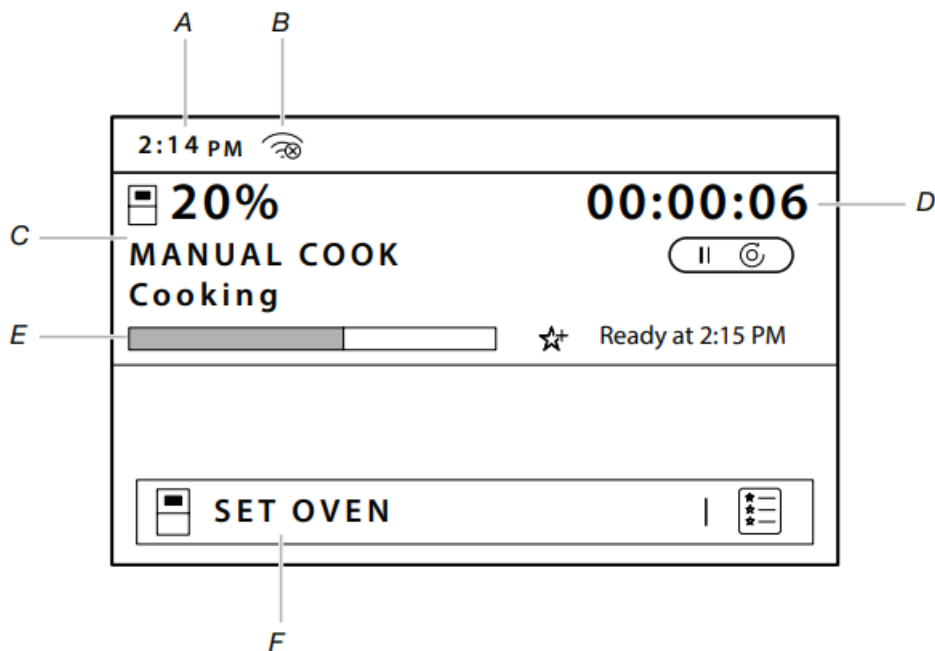 A B
2:14 PM
20% 00:00:06 D
C
MANUAL COOK
Cooking
E Ready at 2:15 PM
SET OVEN
F